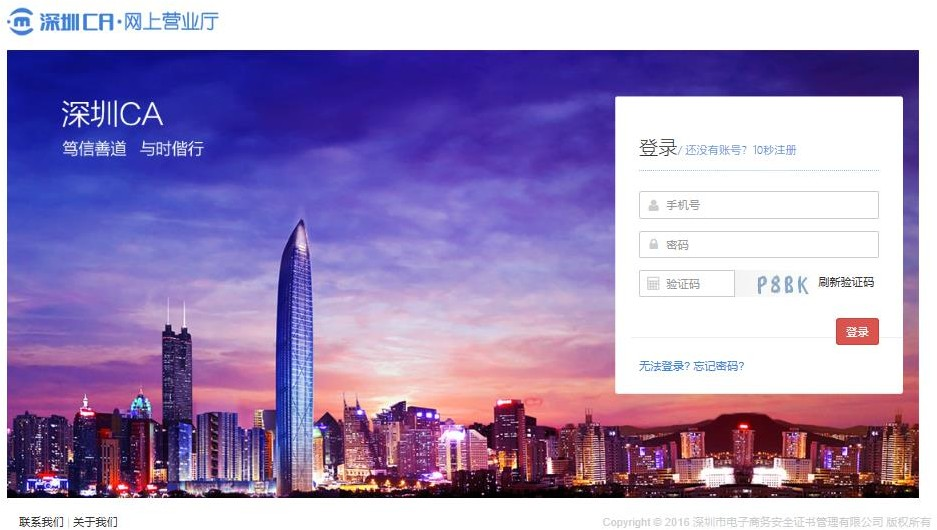 深圳CA·网上营业厅
深圳CA
笃信善道 与时偕行
登录/ 还没有账号? 10秒注册
手机号
密码
验证码 P8BK 刷新验证码
登录
无法登录? 忘记密码?
联系我们 | 关于我们
Copyright © 2016 深圳市电子商务安全证书管理有限公司 版权所有